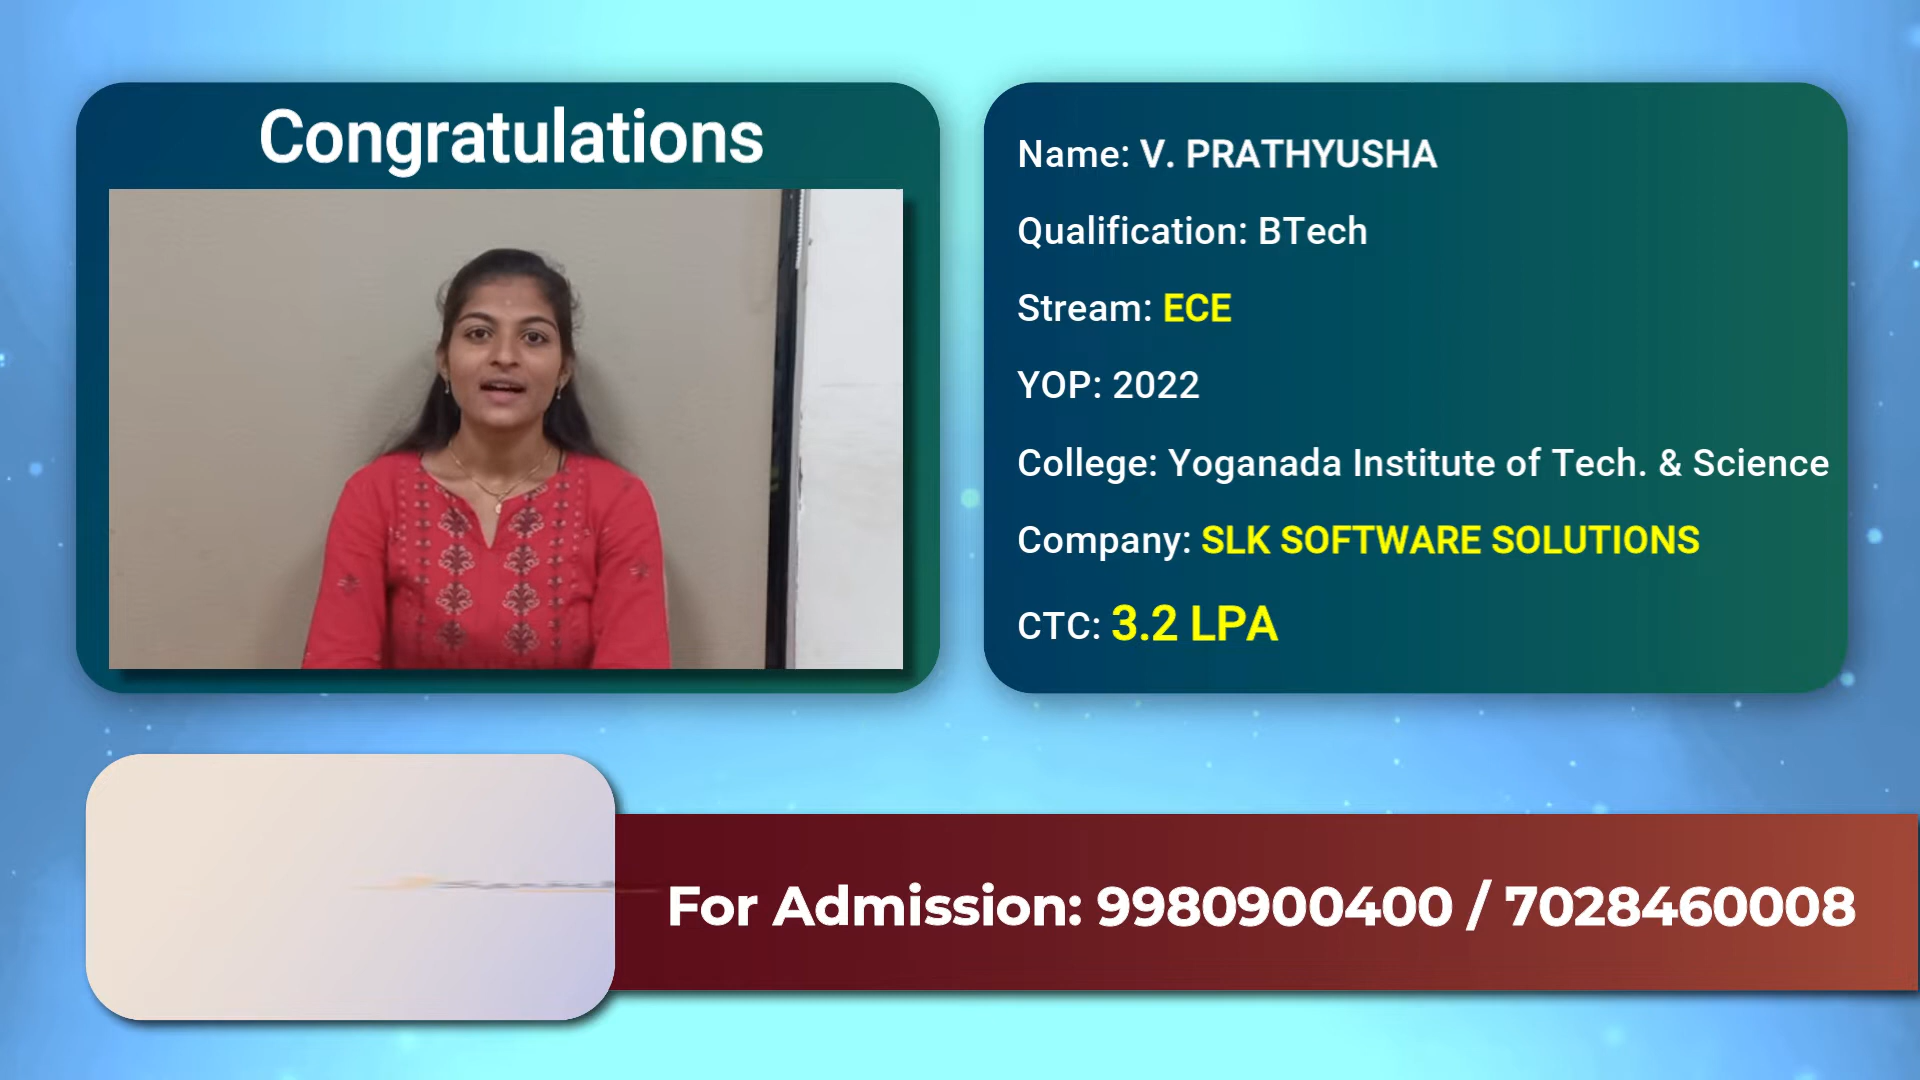 Congratulations
Name: V. PRATHYUSHA
Qualification: BTech
Stream: ECE
YOP: 2022
College: Yoganada Institute of Tech. & Science
Company: SLK SOFTWARE SOLUTIONS
CTC: 3.2 LPA
For Admission: 9980900400 / 7028460008